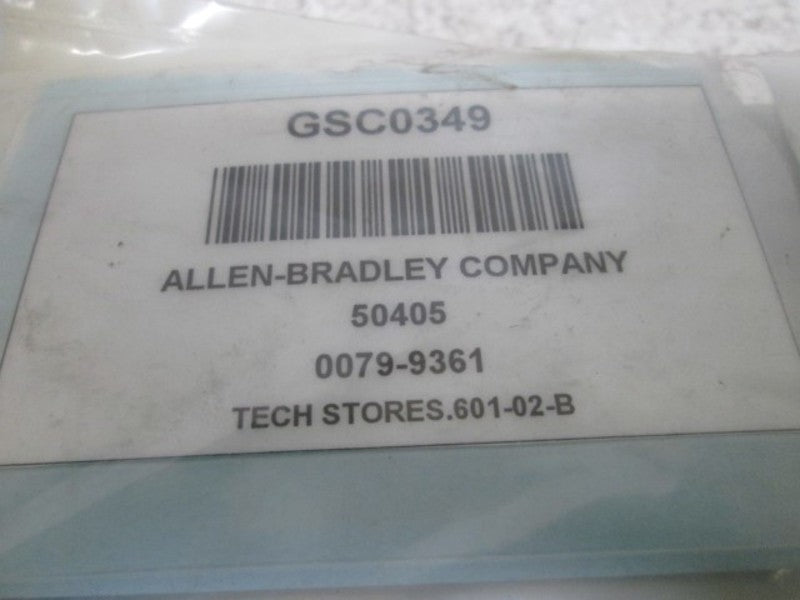 GSC0349
ALLEN-BRADLEY COMPANY
50405
0079-9361
TECH STORES.601-02-B